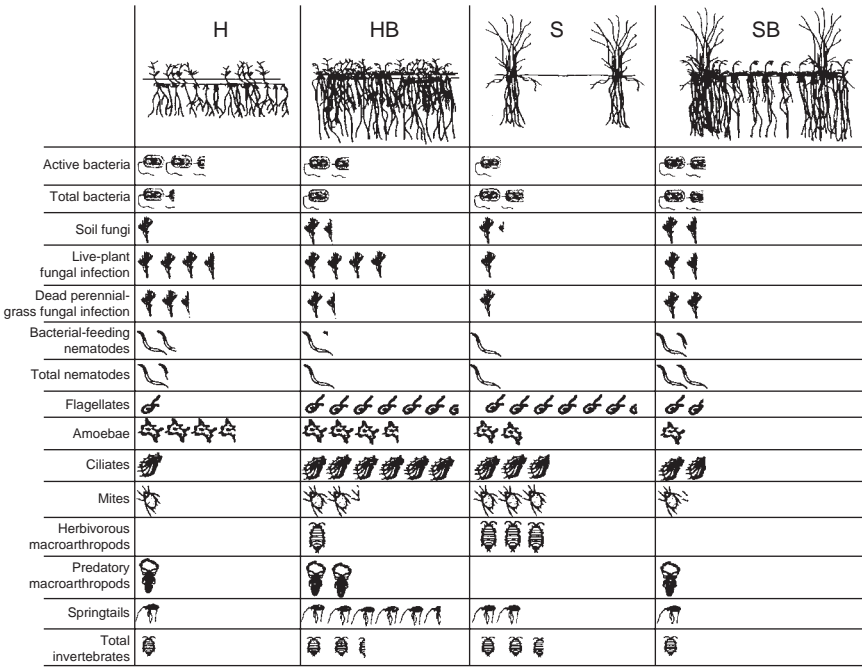 H HB S SB
Active bacteria
Total bacteria
Soil fungi
Live-plant
fungal infection
Dead perennial-
grass fungal infection
Bacterial-feeding
nematodes
Total nematodes
Flagellates
Amoebae
Ciliates
Mites
Herbivorous
macroarthropods
Predatory
macroarthropods
Springtails
Total
invertebrates